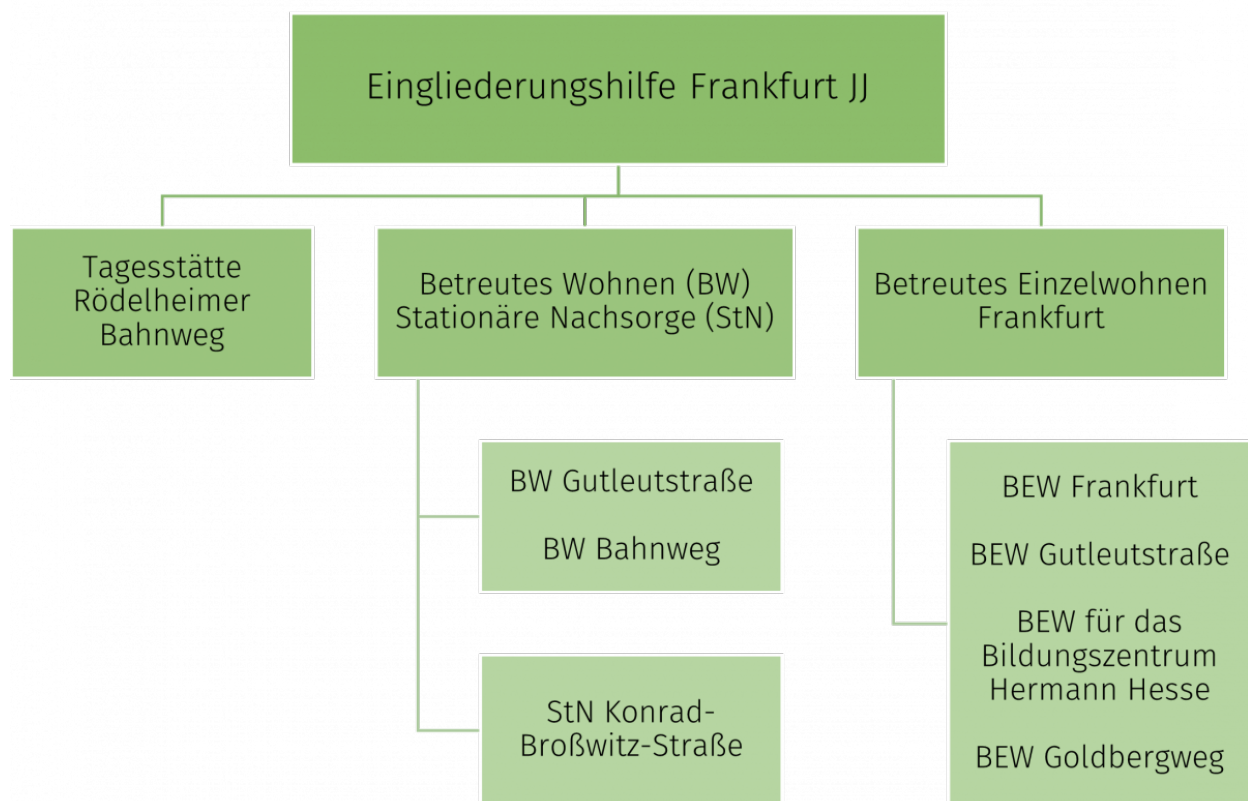 Eingliederungshilfe Frankfurt JJ
Tagesstätte
Rödelheimer
Bahnweg
Betreutes Wohnen (BW)
Stationäre Nachsorge (StN)
Betreutes Einzelwohnen
Frankfurt
BW Gutleutstraße
BW Bahnweg
StN Konrad-
Broßwitz-Straße
BEW Frankfurt
BEW Gutleutstraße
BEW für das
Bildungszentrum
Hermann Hesse
BEW Goldbergweg